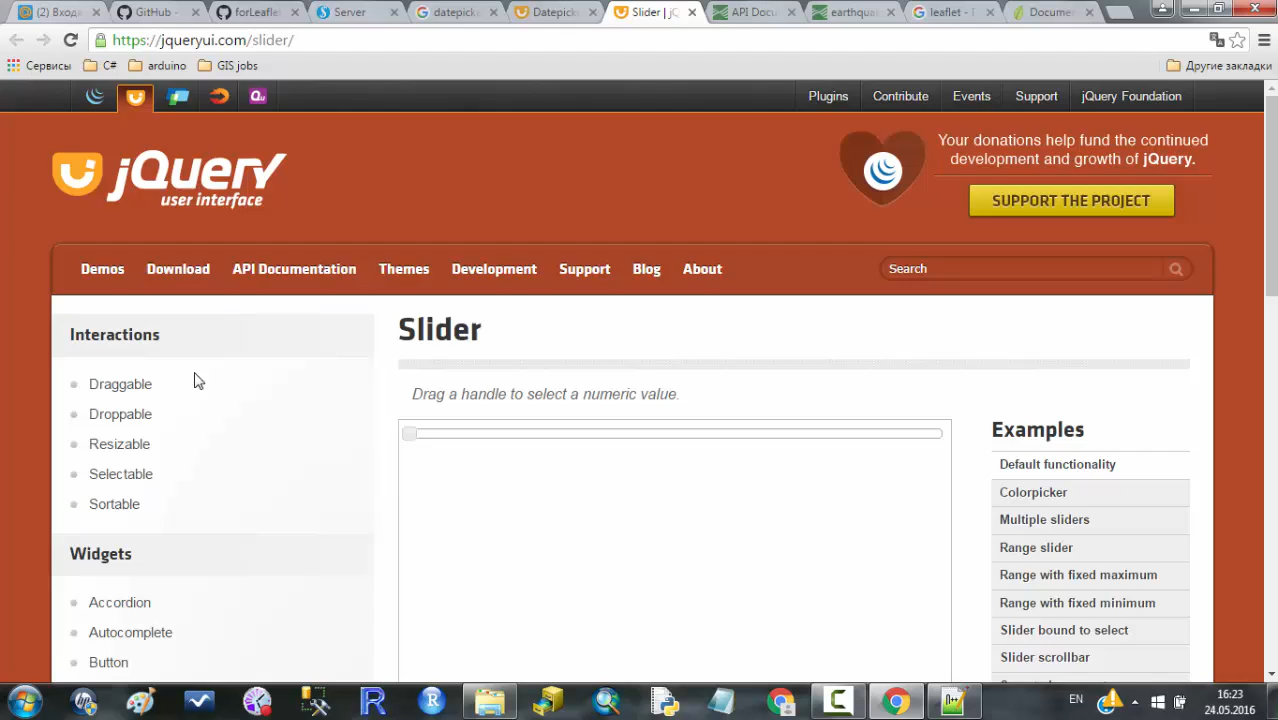 (2) Входя
GitHub -
forLeaflet
Server
datepick
Datepick
Slider | jQ
API Docu
earthqua
leaflet - П
Documen
https://jqueryui.com/slider/
Сервисы
C#
arduino
GIS jobs
Другие закладки
Qu
Plugins
Contribute
Events
Support
jQuery Foundation
jQuery
user interface
Your donations help fund the continued
development and growth of jQuery.
SUPPORT THE PROJECT
Demos
Download
API Documentation
Themes
Development
Support
Blog
About
Search
Interactions
Draggable
Droppable
Resizable
Selectable
Sortable
Widgets
Accordion
Autocomplete
Button
Slider
Drag a handle to select a numeric value.
Examples
Default functionality
Colorpicker
Multiple sliders
Range slider
Range with fixed maximum
Range with fixed minimum
Slider bound to select
Slider scrollbar
EN
16:23
24.05.2016